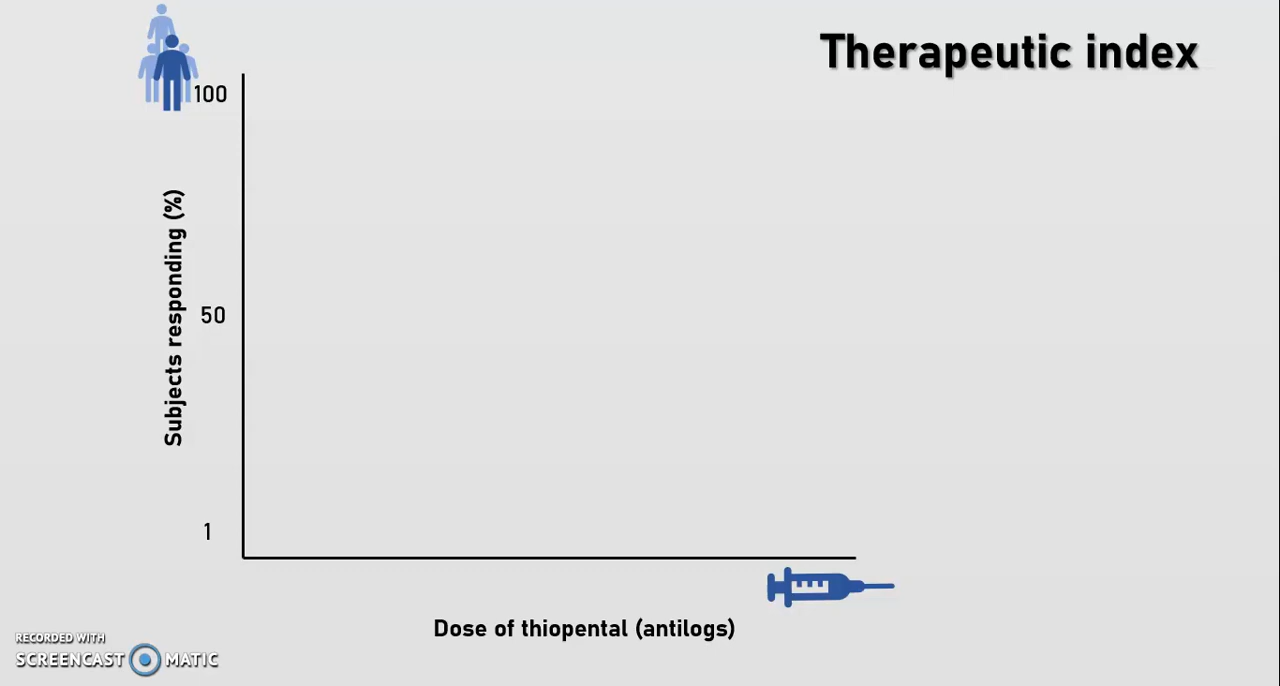 Therapeutic index
100
Subjects responding (%)
50
1
Dose of thiopental (antilogs)
RECORDED WITH
SCREENCAST MATIC